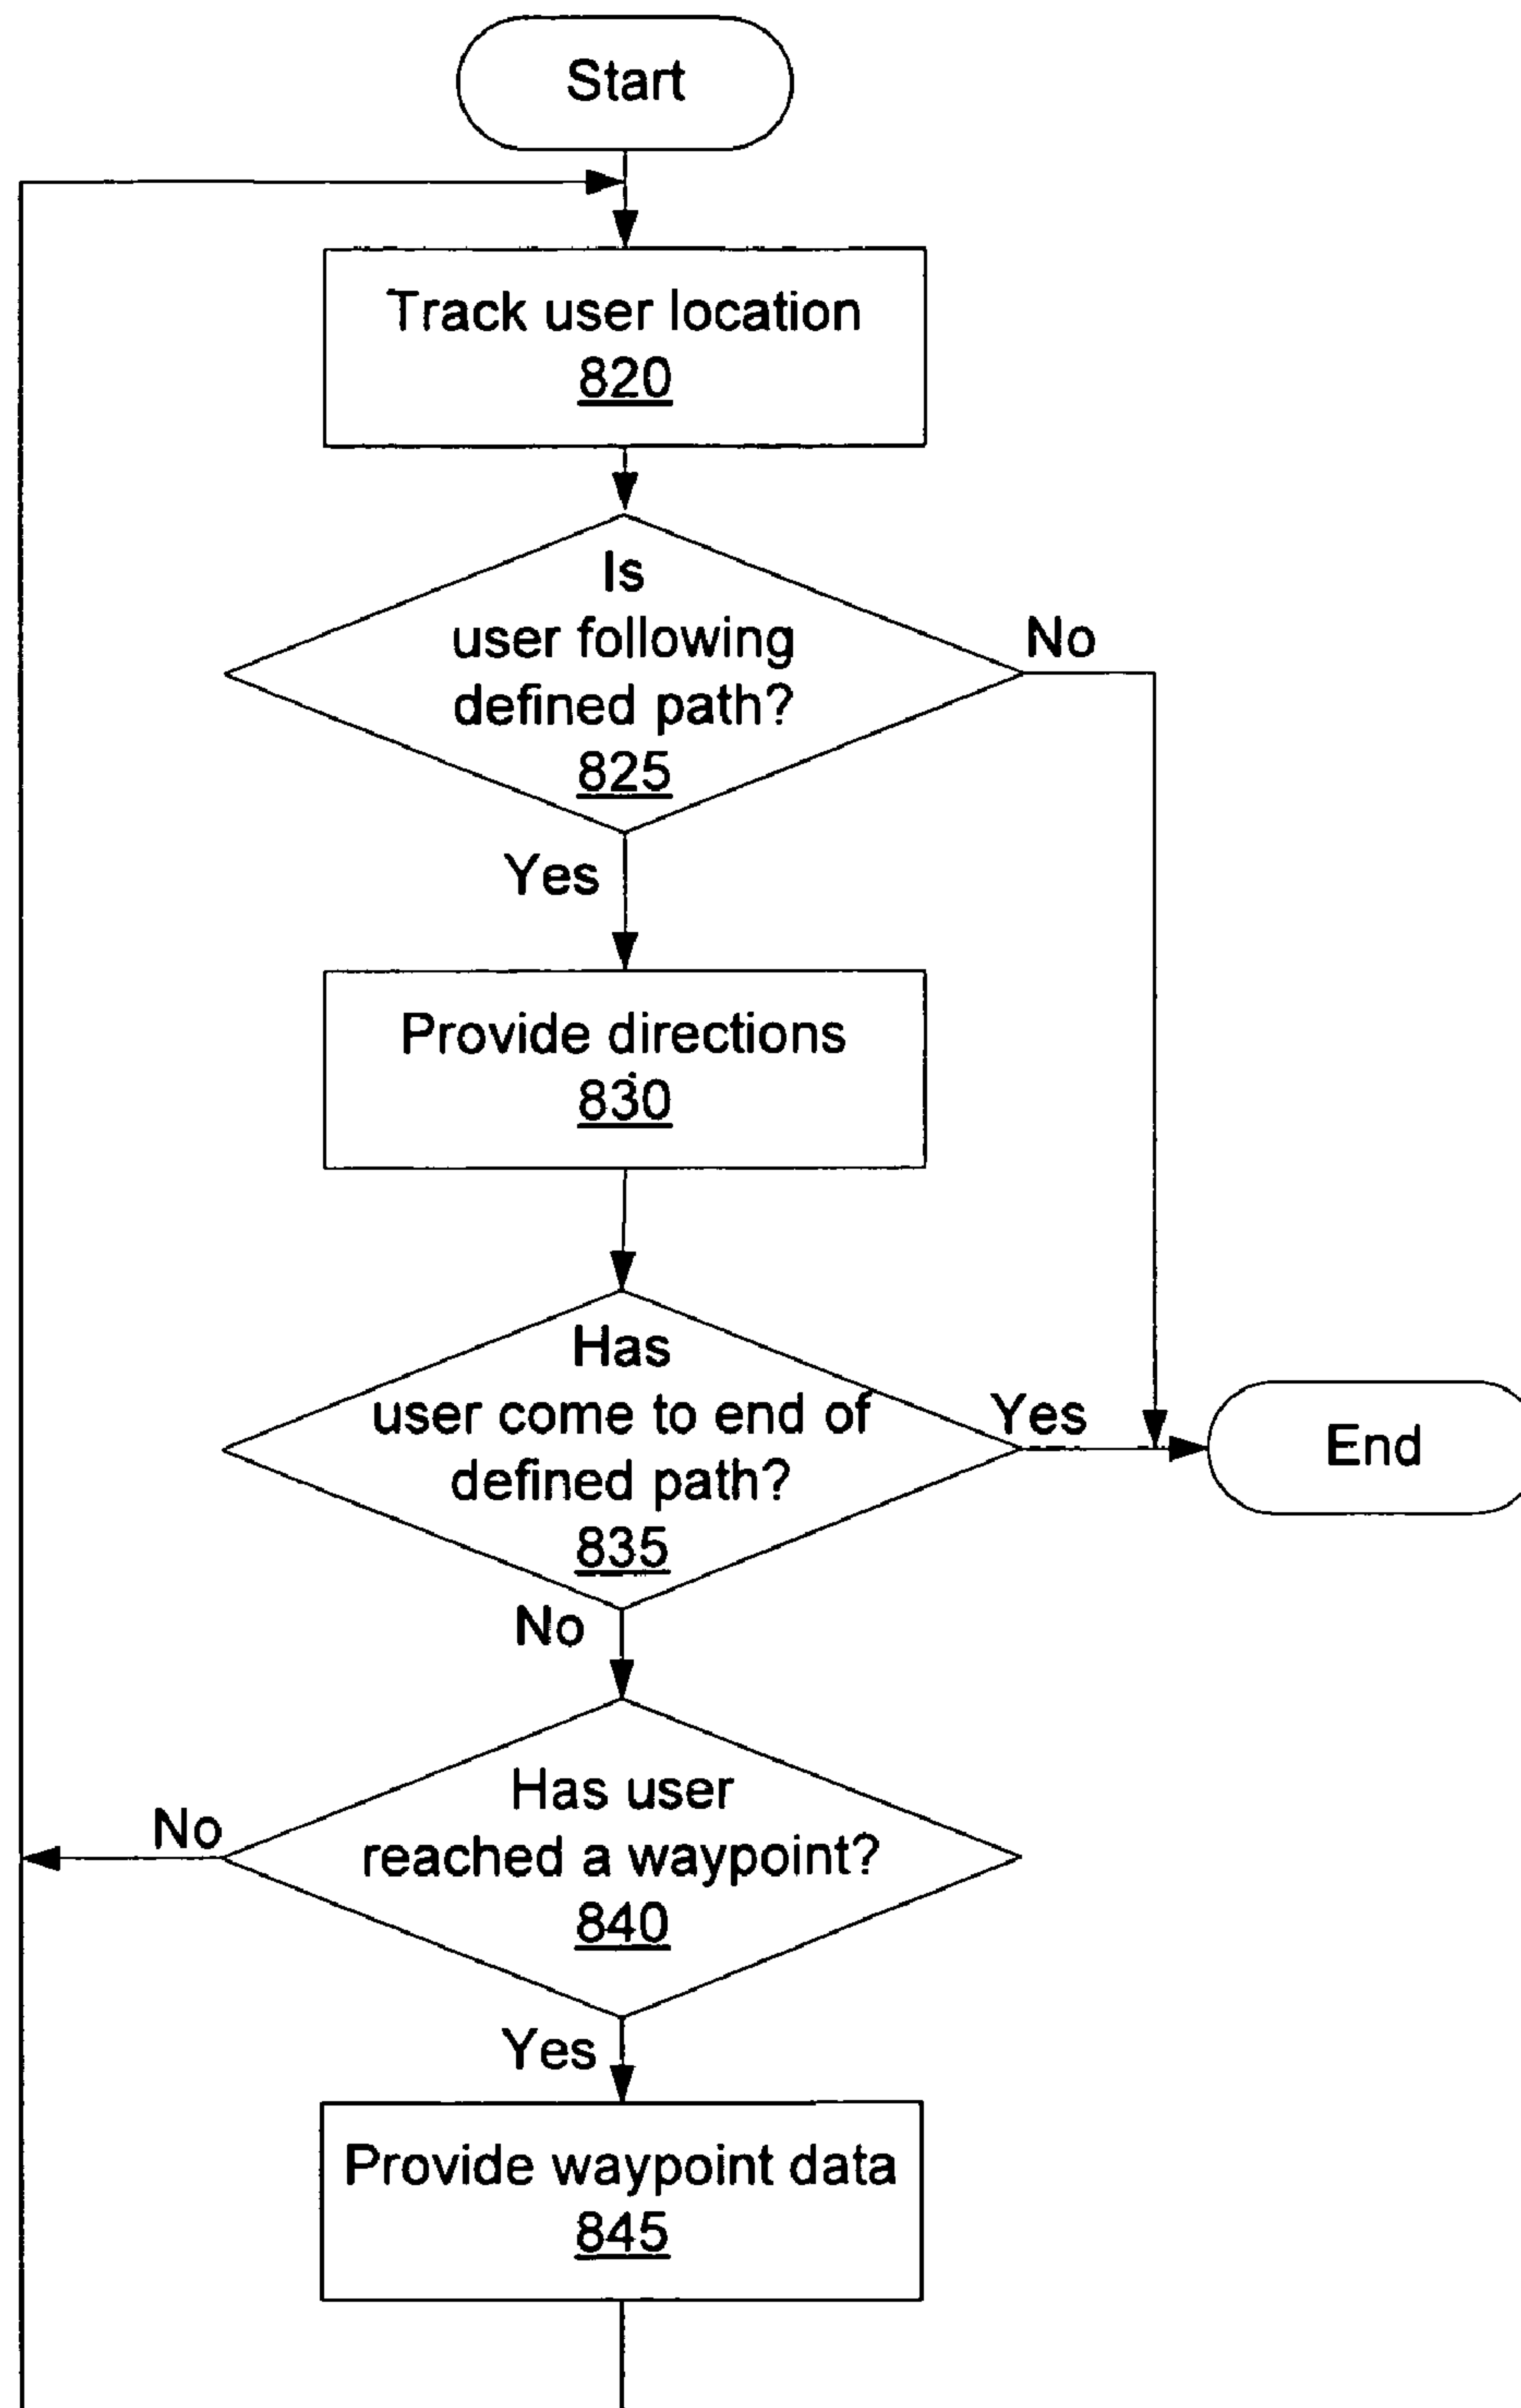 Start
Track user location
820
Is
user following
defined path?
825
No
Yes
Provide directions
830
Has
user come to end of
defined path?
835
Yes
End
No
Has user
reached a waypoint?
840
No
Yes
Provide waypoint data
845